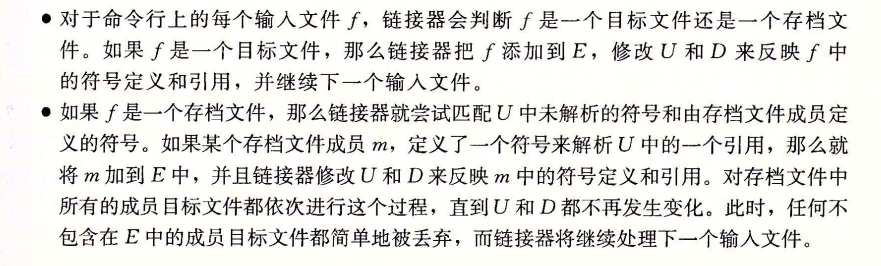 • 对于命令行上的每个输入文件 f，链接器会判断 f 是一个目标文件还是一个存档文
件。如果 f 是一个目标文件，那么链接器把 f 添加到 E，修改 U 和 D 来反映 f 中
的符号定义和引用，并继续下一个输入文件。
• 如果 f 是一个存档文件，那么链接器就尝试匹配 U 中未解析的符号和由存档文件成员定
义的符号。如果某个存档文件成员 m，定义了一个符号来解析 U 中的一个引用，那么就
将 m 加到 E 中，并且链接器修改 U 和 D 来反映 m 中的符号定义和引用。对存档文件中
所有的成员目标文件都依次进行这个过程，直到 U 和 D 都不再发生变化。此时，任何不
包含在 E 中的成员目标文件都简单地被丢弃，而链接器将继续处理下一个输入文件。